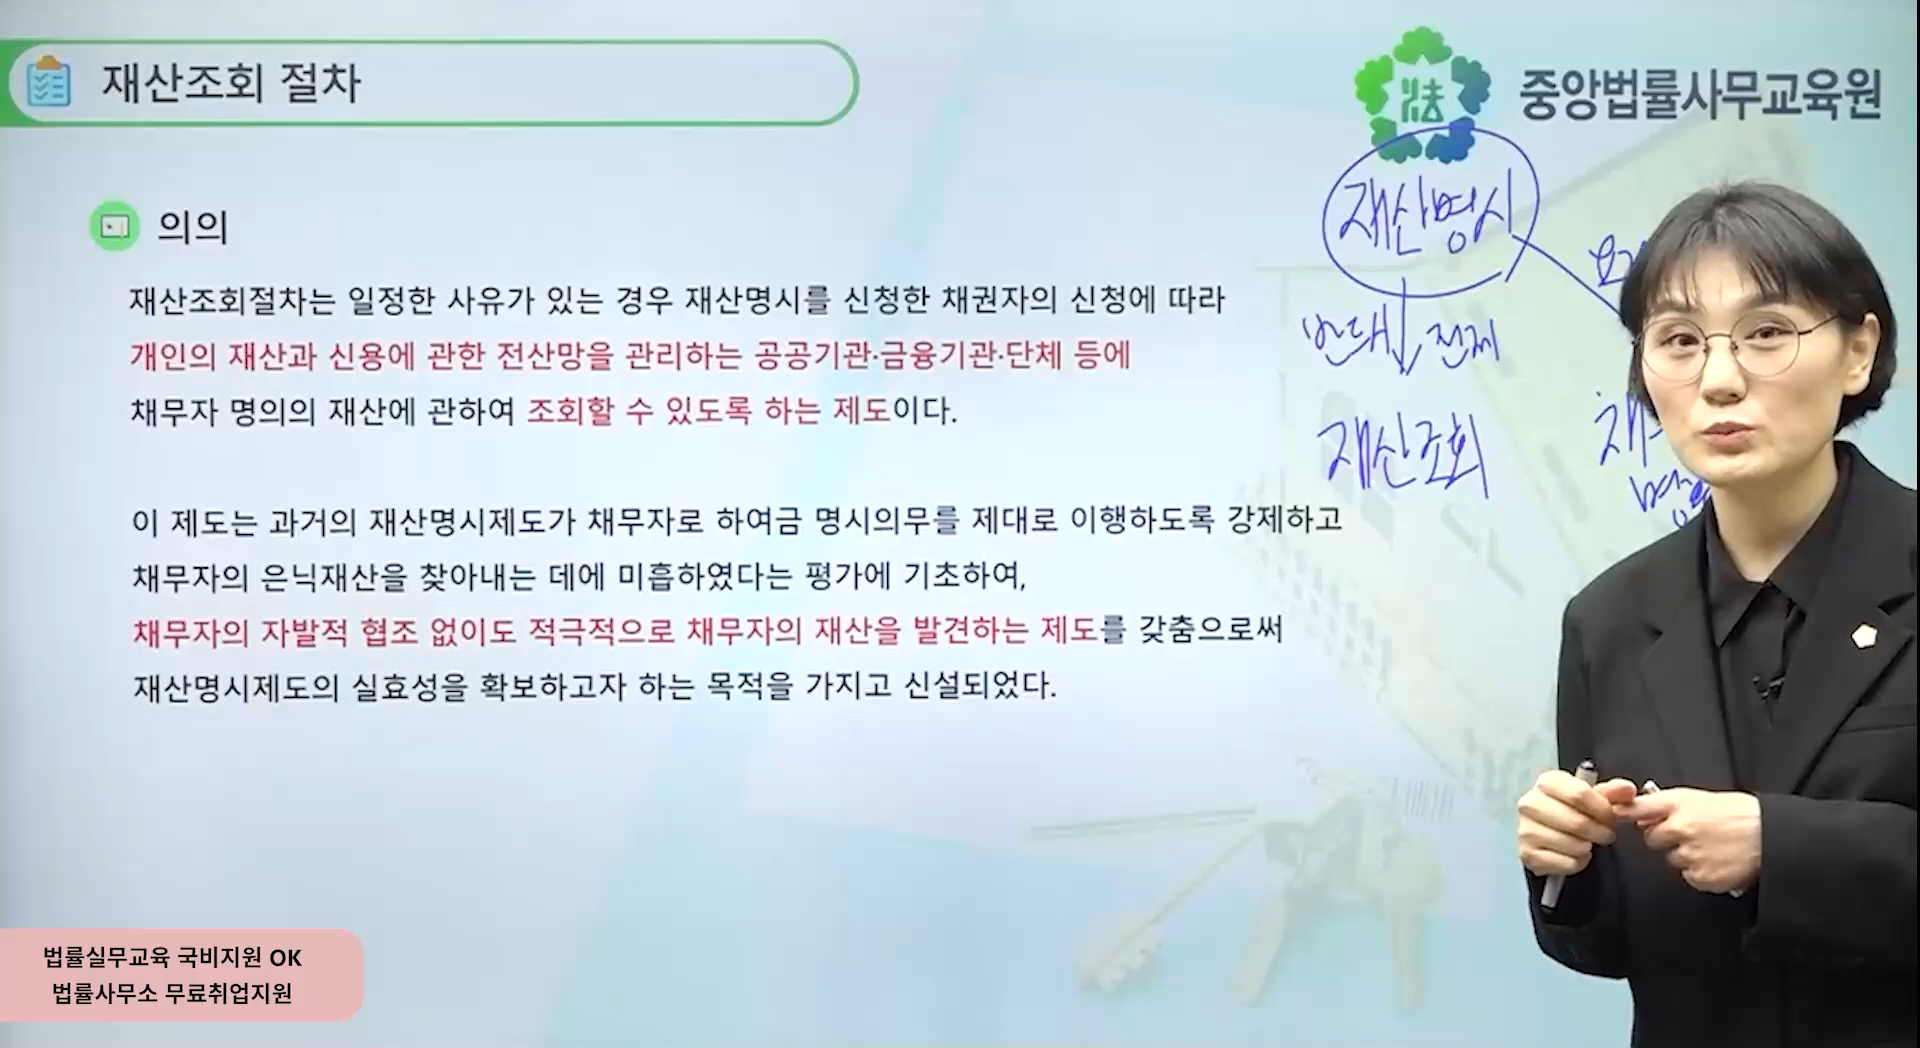 재산조회 절차
중앙법률사무교육원
의의
재산조회절차는 일정한 사유가 있는 경우 재산명시를 신청한 채권자의 신청에 따라
개인의 재산과 신용에 관한 전산망을 관리하는 공공기관·금융기관·단체 등에
채무자 명의의 재산에 관하여 조회할 수 있도록 하는 제도이다.
이 제도는 과거의 재산명시제도가 채무자로 하여금 명시의무를 제대로 이행하도록 강제하고
채무자의 은닉재산을 찾아내는 데에 미흡하였다는 평가에 기초하여,
채무자의 자발적 협조 없이도 적극적으로 채무자의 재산을 발견하는 제도를 갖춤으로써
재산명시제도의 실효성을 확보하고자 하는 목적을 가지고 신설되었다.
재산명시
반드시 전제
재산조회
법률실무교육 국비지원 OK
법률사무소 무료취업지원